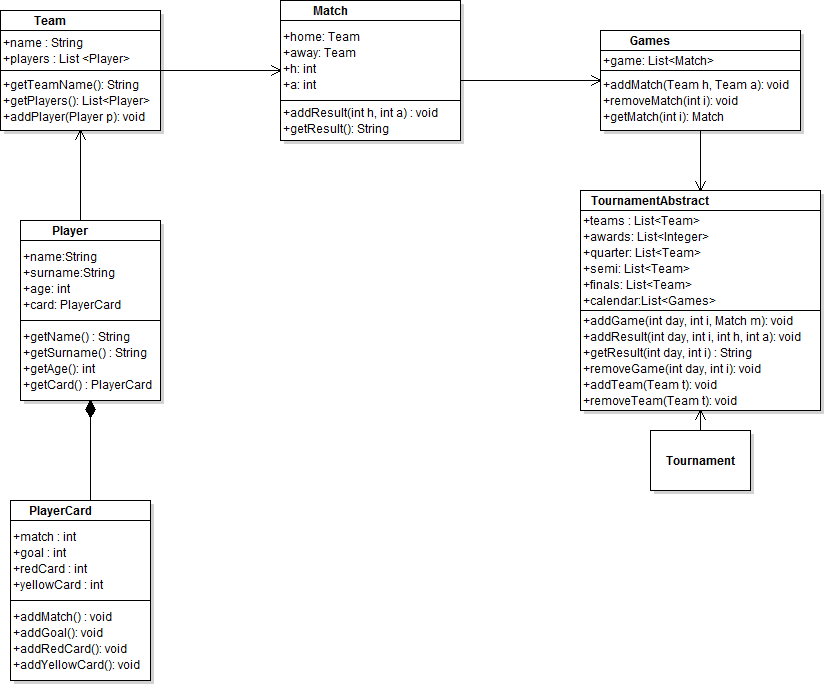 Team
+name : String
+players : List <Player>
+getTeamName(): String
+getPlayers(): List<Player>
+addPlayer(Player p): void
Match
+home: Team
+away: Team
+h: int
+a: int
+addResult(int h, int a) : void
+getResult(): String
Games
+game: List<Match>
+addMatch(Team h, Team a): void
+removeMatch(int i): void
+getMatch(int i): Match
TournamentAbstract
+teams : List<Team>
+awards: List<Integer>
+quarter: List<Team>
+semi: List<Team>
+finals: List<Team>
+calendar:List<Games>
+addGame(int day, int i, Match m): void
+addResult(int day, int i, int h, int a): void
+getResult(int day, int i) : String
+removeGame(int day, int i): void
+addTeam(Team t): void
+removeTeam(Team t): void
Tournament
Player
+name:String
+surname:String
+age: int
+card: PlayerCard
+getName() : String
+getSurname() : String
+getAge(): int
+getCard() : PlayerCard
PlayerCard
+match : int
+goal : int
+redCard : int
+yellowCard : int
+addMatch() : void
+addGoal(): void
+addRedCard(): void
+addYellowCard(): void